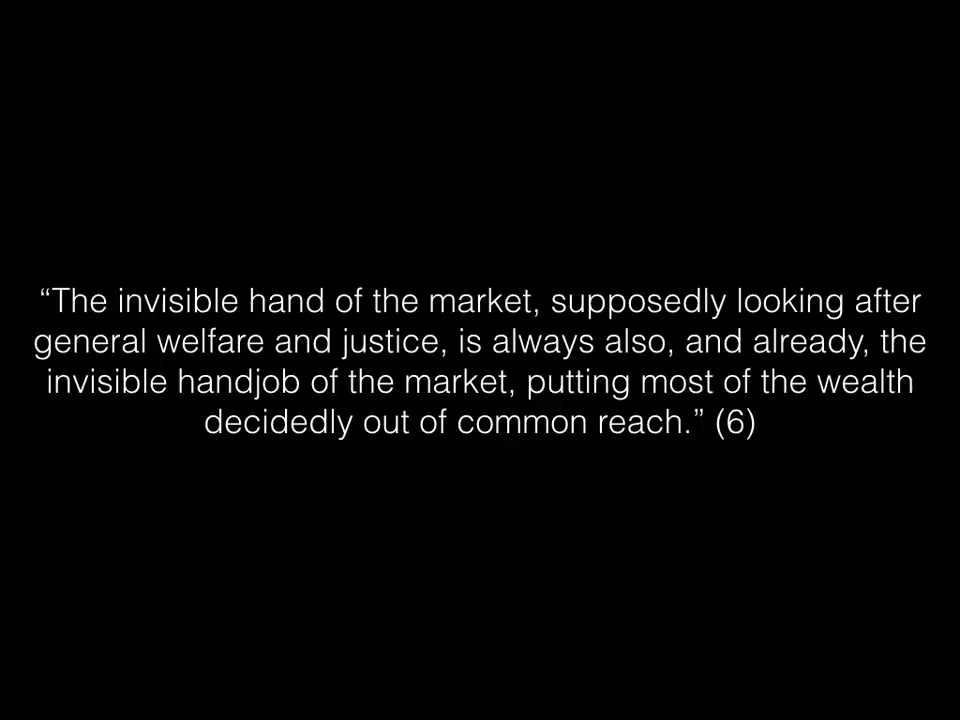 “The invisible hand of the market, supposedly looking after
general welfare and justice, is always also, and already, the
invisible handjob of the market, putting most of the wealth
decidedly out of common reach.” (6)